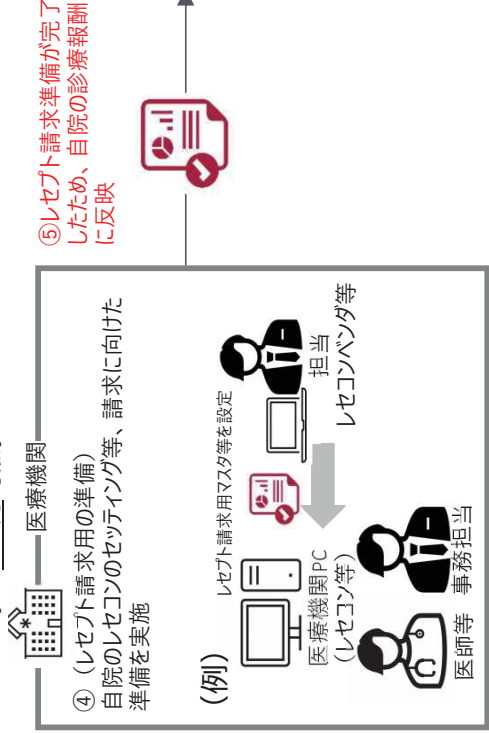 医療機関
④（レセプト請求用の準備）
自院のレセコンのセッティング等、請求に向けた
準備を実施
(例)
レセプト請求用マスタ等を設定
医療機関PC
(レセコン等)
担当
レセコンベンダ等
医師等
事務担当
⑤レセプト請求準備が完了
したため、自院の診療報酬
に反映